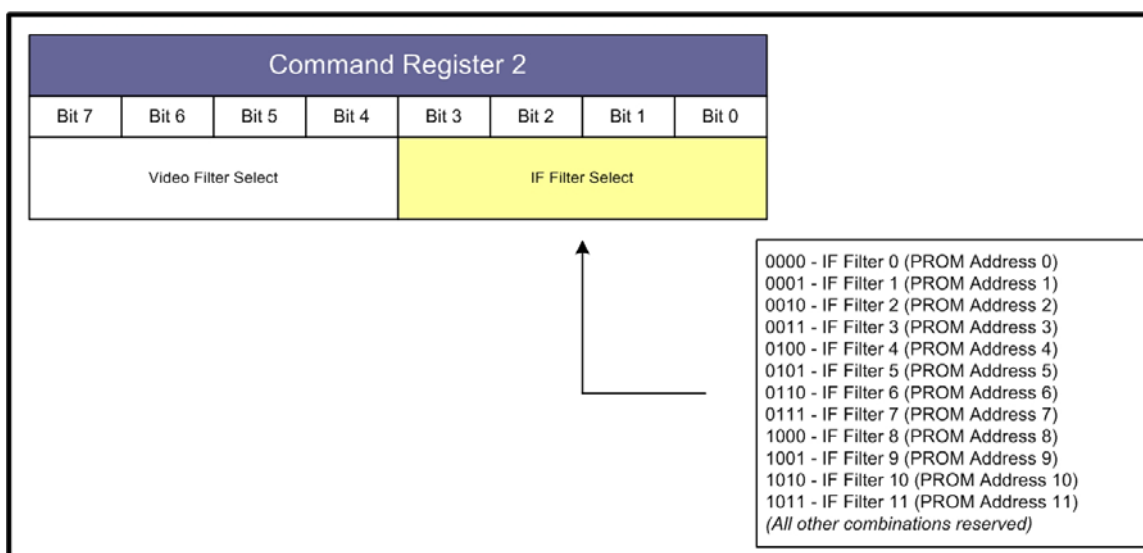 Command Register 2
Bit 7 Bit 6 Bit 5 Bit 4 Bit 3 Bit 2 Bit 1 Bit 0
Video Filter Select IF Filter Select
0000 - IF Filter 0 (PROM Address 0)
0001 - IF Filter 1 (PROM Address 1)
0010 - IF Filter 2 (PROM Address 2)
0011 - IF Filter 3 (PROM Address 3)
0100 - IF Filter 4 (PROM Address 4)
0101 - IF Filter 5 (PROM Address 5)
0110 - IF Filter 6 (PROM Address 6)
0111 - IF Filter 7 (PROM Address 7)
1000 - IF Filter 8 (PROM Address 8)
1001 - IF Filter 9 (PROM Address 9)
1010 - IF Filter 10 (PROM Address 10)
1011 - IF Filter 11 (PROM Address 11)
(All other combinations reserved)